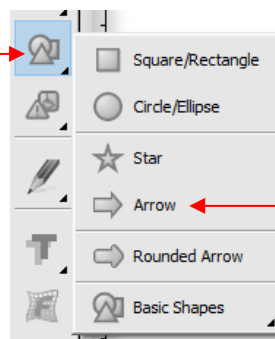 Square/Rectangle
Circle/Ellipse
Star
Arrow
Rounded Arrow
Basic Shapes